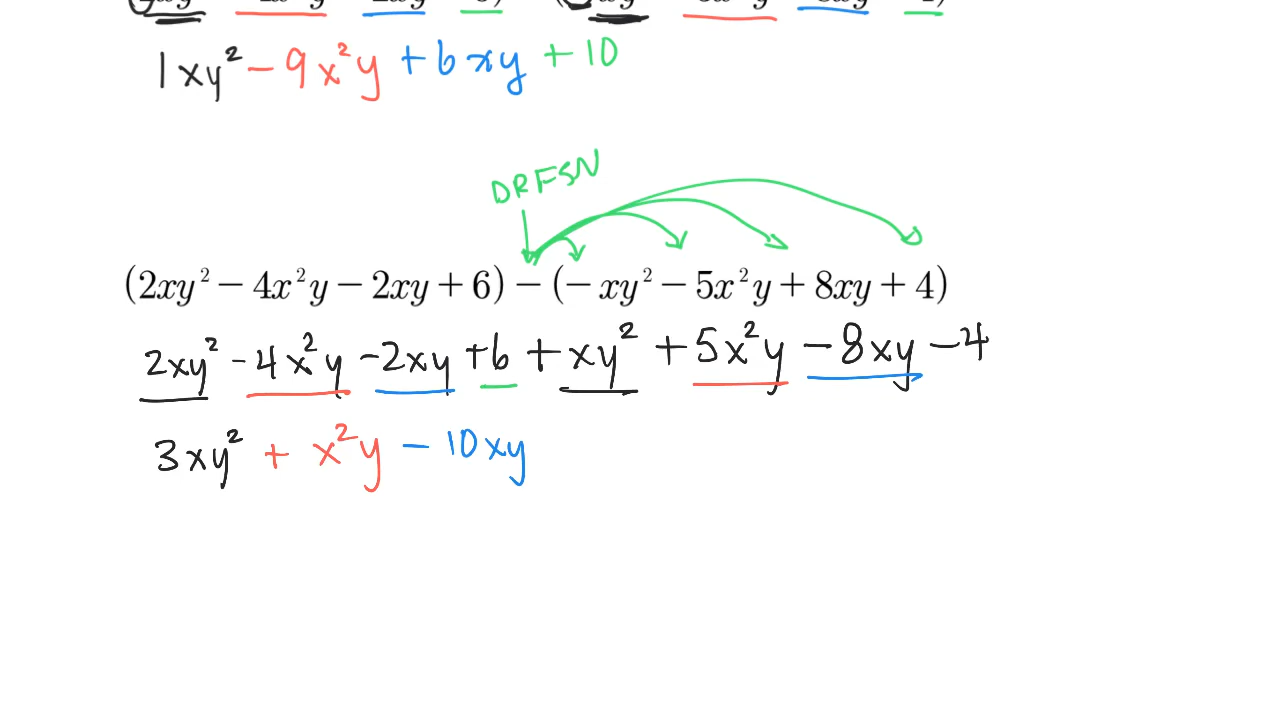 1xy² - 9x²y + 6xy + 10
DRFSN
(2xy² − 4x²y − 2xy + 6) − (− xy² − 5x²y + 8xy + 4)
2xy² - 4x²y - 2xy + 6 + xy² + 5x²y - 8xy - 4
3xy² + x²y - 10xy